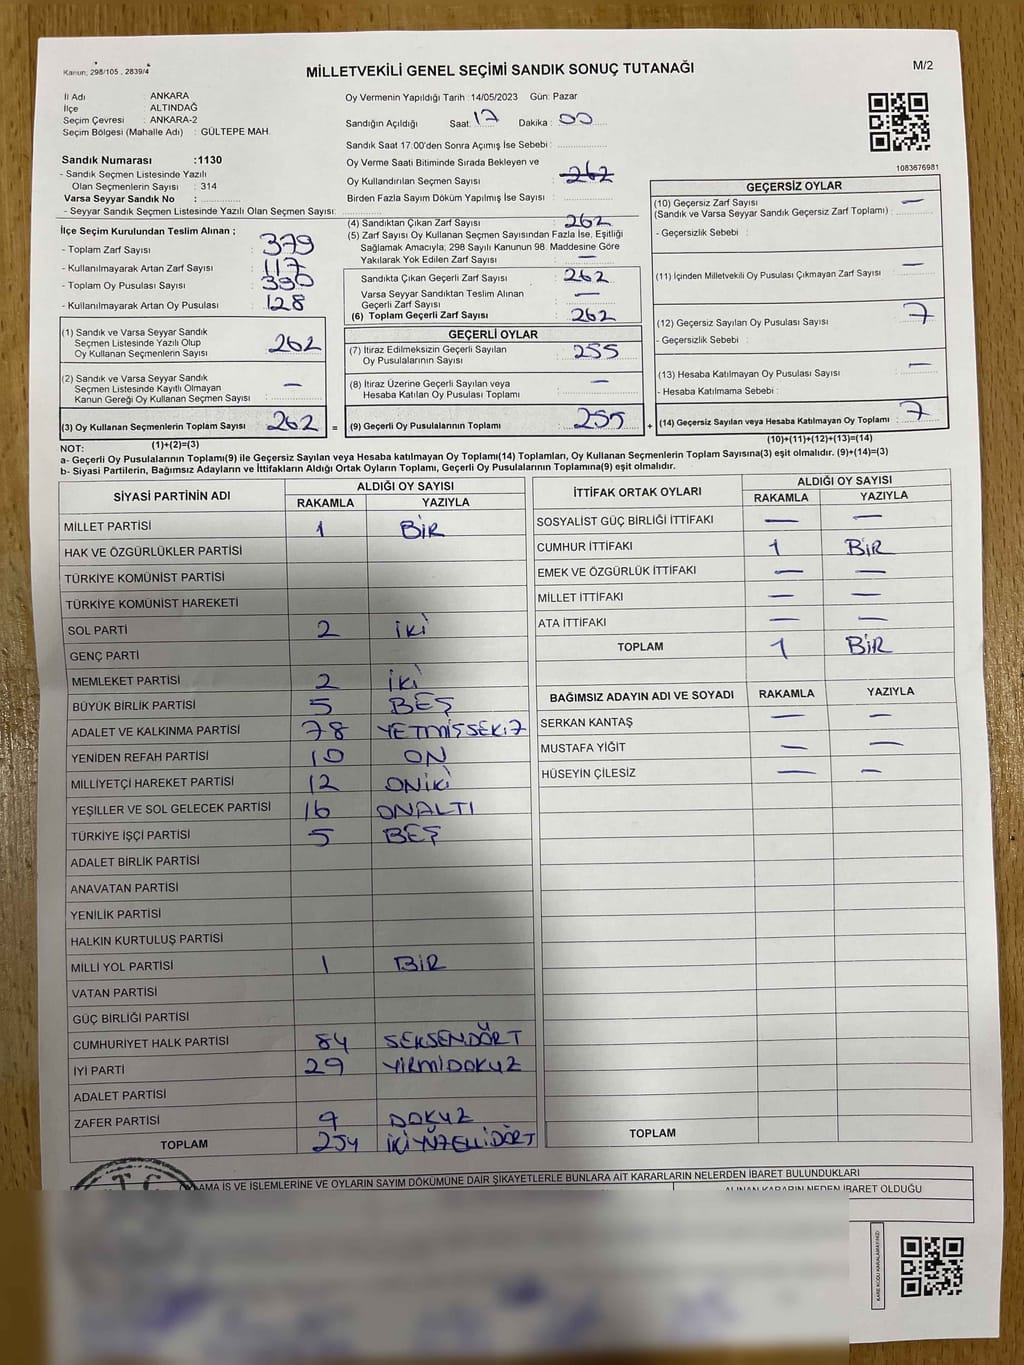 Kanun; 298/105 , 2839/4
MİLLETVEKİLİ GENEL SEÇİMİ SANDIK SONUÇ TUTANAĞI
M/2
İl Adı ANKARA
İlçe ALTINDAĞ
Seçim Çevresi : ANKARA-2
Seçim Bölgesi (Mahalle Adı) : GÜLTEPE MAH.
Oy Vermenin Yapıldığı Tarih : 14/05/2023 Gün: Pazar
Sandığın Açıldığı Saat: 17 Dakika : 00
Sandık Saat 17.00'den Sonra Açımış İse Sebebi :
1083676981
Sandık Numarası :1130
- Sandık Seçmen Listesinde Yazılı
Olan Seçmenlerin Sayısı : 314
Varsa Seyyar Sandık No :
- Seyyar Sandık Seçmen Listesinde Yazılı Olan Seçmen Sayısı:
Oy Verme Saati Bitiminde Sırada Bekleyen ve
Oy Kullandırılan Seçmen Sayısı : 262
Birden Fazla Sayım Döküm Yapılmış İse Sayısı :
İlçe Seçim Kurulundan Teslim Alınan ;
- Toplam Zarf Sayısı : 379
- Kullanılmayarak Artan Zarf Sayısı : 117
- Toplam Oy Pusulası Sayısı : 390
- Kullanılmayarak Artan Oy Pusulası : 128
(1) Sandık ve Varsa Seyyar Sandık
Seçmen Listesinde Yazılı Olup
Oy Kullanan Seçmenlerin Sayısı : 262
(2) Sandık ve Varsa Seyyar Sandık
Seçmen Listesinde Kayıtlı Olmayan
Kanun Gereği Oy Kullanan Seçmen Sayısı : —
(3) Oy Kullanan Seçmenlerin Toplam Sayısı : 262
(1)+(2)=(3)
(4) Sandıktan Çıkan Zarf Sayısı : 262
(5) Zarf Sayısı Oy Kullanan Seçmen Sayısından Fazla İse, Eşitliği
Sağlamak Amacıyla; 298 Sayılı Kanunun 98. Maddesine Göre
Yakılarak Yok Edilen Zarf Sayısı : —
Sandıkta Çıkan Geçerli Zarf Sayısı : 262
Varsa Seyyar Sandıktan Teslim Alınan
Geçerli Zarf Sayısı : —
(6) Toplam Geçerli Zarf Sayısı : 262
GEÇERLİ OYLAR
(7) İtiraz Edilmeksizin Geçerli Sayılan
Oy Pusulalarının Sayısı : 255
(8) İtiraz Üzerine Geçerli Sayılan veya
Hesaba Katılan Oy Pusulası Toplamı : —
= (9) Geçerli Oy Pusulalarının Toplamı : 255
GEÇERSİZ OYLAR
(10) Geçersiz Zarf Sayısı —
(Sandık ve Varsa Seyyar Sandık Geçersiz Zarf Toplamı) :
- Geçersizlik Sebebi :
(11) İçinden Milletvekili Oy Pusulası Çıkmayan Zarf Sayısı : —
(12) Geçersiz Sayılan Oy Pusulası Sayısı : 7
- Geçersizlik Sebebi :
(13) Hesaba Katılmayan Oy Pusulası Sayısı : —
- Hesaba Katılmama Sebebi :
+ (14) Geçersiz Sayılan veya Hesaba Katılmayan Oy Toplamı : 7
(10)+(11)+(12)+(13)=(14)
NOT:
a- Geçerli Oy Pusulalarının Toplamı(9) ile Geçersiz Sayılan veya Hesaba katılmayan Oy Toplamı(14) Toplamları, Oy Kullanan Seçmenlerin Toplam Sayısına(3) eşit olmalıdır. (9)+(14)=(3)
b- Siyasi Partilerin, Bağımsız Adayların ve İttifakların Aldığı Ortak Oyların Toplamı, Geçerli Oy Pusulalarının Toplamına(9) eşit olmalıdır.
SİYASİ PARTİNİN ADI ALDIĞI OY SAYISI
RAKAMLA YAZIYLA
MİLLET PARTİSİ 1 BİR
HAK VE ÖZGÜRLÜKLER PARTİSİ
TÜRKİYE KOMÜNİST PARTİSİ
TÜRKİYE KOMÜNİST HAREKETİ
SOL PARTİ 2 İKİ
GENÇ PARTİ
MEMLEKET PARTİSİ 2 İKİ
BÜYÜK BİRLİK PARTİSİ 5 BEŞ
ADALET VE KALKINMA PARTİSİ 78 YETMİŞSEKİZ
YENİDEN REFAH PARTİSİ 10 ON
MİLLİYETÇİ HAREKET PARTİSİ 12 ONİKİ
YEŞİLLER VE SOL GELECEK PARTİSİ 16 ONALTI
TÜRKİYE İŞÇİ PARTİSİ 5 BEŞ
ADALET BİRLİK PARTİSİ
ANAVATAN PARTİSİ
YENİLİK PARTİSİ
HALKIN KURTULUŞ PARTİSİ
MİLLİ YOL PARTİSİ 1 BİR
VATAN PARTİSİ
GÜÇ BİRLİĞİ PARTİSİ
CUMHURİYET HALK PARTİSİ 84 SEKSENDÖRT
İYİ PARTİ 29 YİRMİDOKUZ
ADALET PARTİSİ
ZAFER PARTİSİ 9 DOKUZ
TOPLAM 254 İKİYÜZELLİDÖRT
İTTİFAK ORTAK OYLARI ALDIĞI OY SAYISI
RAKAMLA YAZIYLA
SOSYALİST GÜÇ BİRLİĞİ İTTİFAKI — —
CUMHUR İTTİFAKI 1 BİR
EMEK VE ÖZGÜRLÜK İTTİFAKI — —
MİLLET İTTİFAKI — —
ATA İTTİFAKI — —
TOPLAM 1 BİR
BAĞIMSIZ ADAYIN ADI VE SOYADI RAKAMLA YAZIYLA
SERKAN KANTAŞ — —
MUSTAFA YİĞİT — —
HÜSEYİN ÇİLESİZ — —
TOPLAM
T.C.
LAMA İŞ VE İŞLEMLERİNE VE OYLARIN SAYIM DÖKÜMÜNE DAİR ŞİKAYETLERLE BUNLARA AİT KARARLARIN NELERDEN İBARET BULUNDUKLARI
ALINAN KARARIN NEDEN İBARET OLDUĞU
KARE KODU KARALAMAYINIZ!